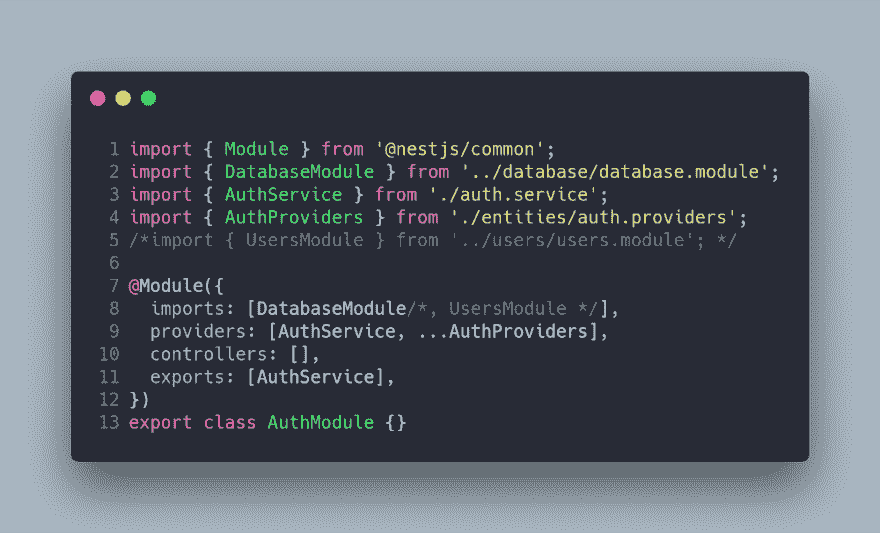 1 import { Module } from '@nestjs/common';
2 import { DatabaseModule } from '../database/database.module';
3 import { AuthService } from './auth.service';
4 import { AuthProviders } from './entities/auth.providers';
5 /*import { UsersModule } from '../users/users.module'; */
6
7 @Module({
8   imports: [DatabaseModule/*, UsersModule */],
9   providers: [AuthService, ...AuthProviders],
10   controllers: [],
11   exports: [AuthService],
12 })
13 export class AuthModule {}